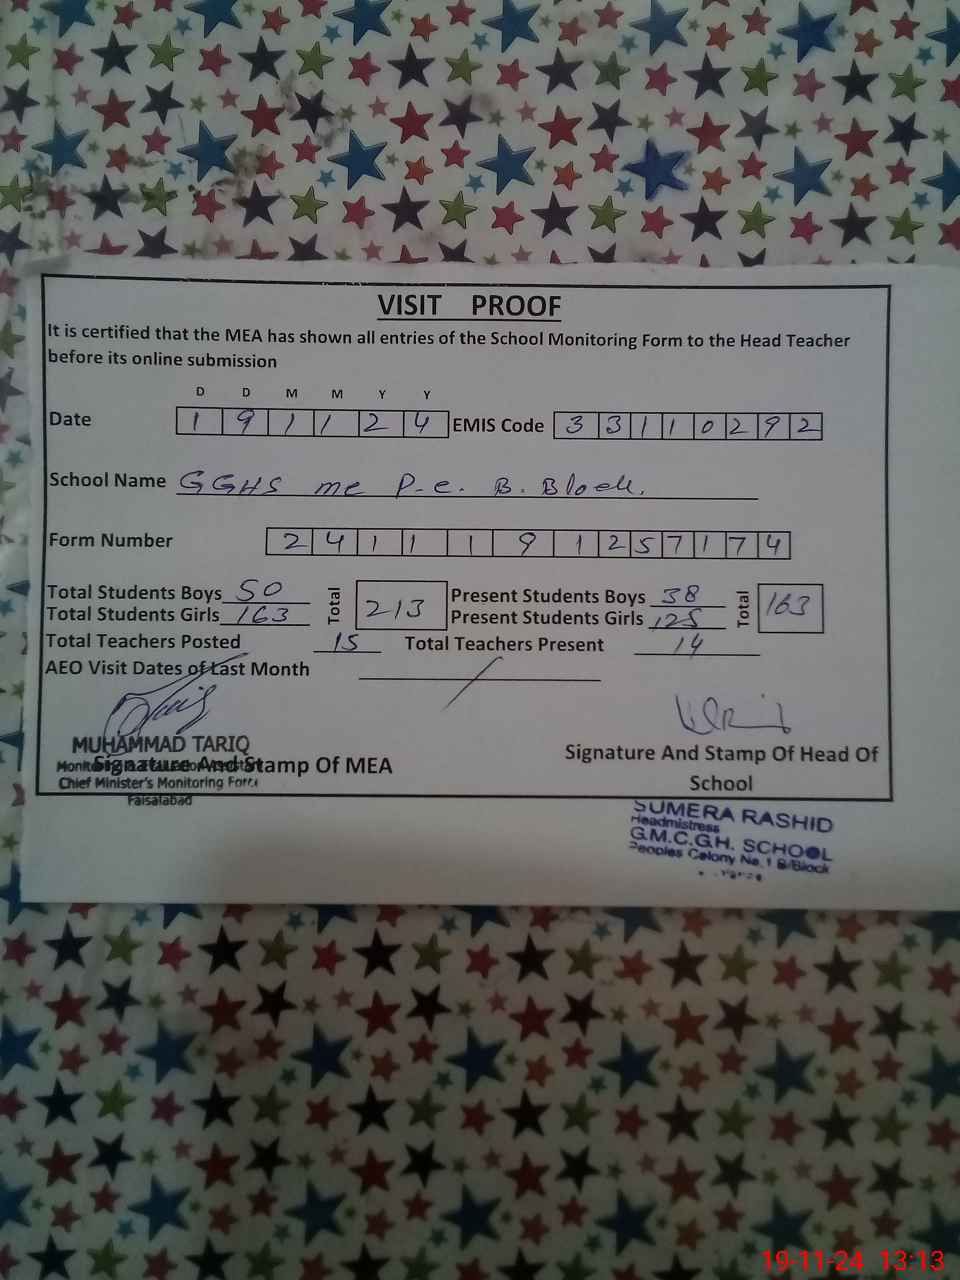 VISIT PROOF
It is certified that the MEA has shown all entries of the School Monitoring Form to the Head Teacher
before its online submission
D D M M Y Y
Date 1 9 1 1 2 4 EMIS Code 3 3 1 1 0 2 9 2
School Name GGHS mc P-c. B. Block.
Form Number 2 4 1 1 1 9 1 2 5 7 1 7 4
Total Students Boys 50 Total 213 Present Students Boys 38 Total 163
Total Students Girls 163 Present Students Girls 125
Total Teachers Posted 15 Total Teachers Present 14
AEO Visit Dates of Last Month
MUHAMMAD TARIQ
Signature And Stamp Of MEA
Monitoring & Evaluation Assistant
Chief Minister's Monitoring Force
Faisalabad
Signature And Stamp Of Head Of
School
SUMERA RASHID
Headmistress
G.M.C.G.H. SCHOOL
Peoples Colony No.1 B/Block
19-11-24 13:13